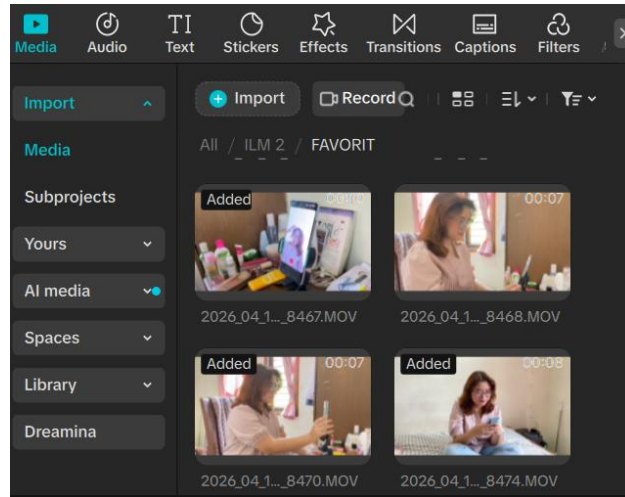 Media Audio TI Text Stickers Effects Transitions Captions Filters
Import
Import Record
All / ILM 2 / FAVORIT
Media
Subprojects
Yours
AI media
Spaces
Library
Dreamina
Added
00:07
2026_04_1..._8467.MOV 2026_04_1..._8468.MOV
Added 00:07 Added 00:08
2026_04_1..._8470.MOV 2026_04_1..._8474.MOV